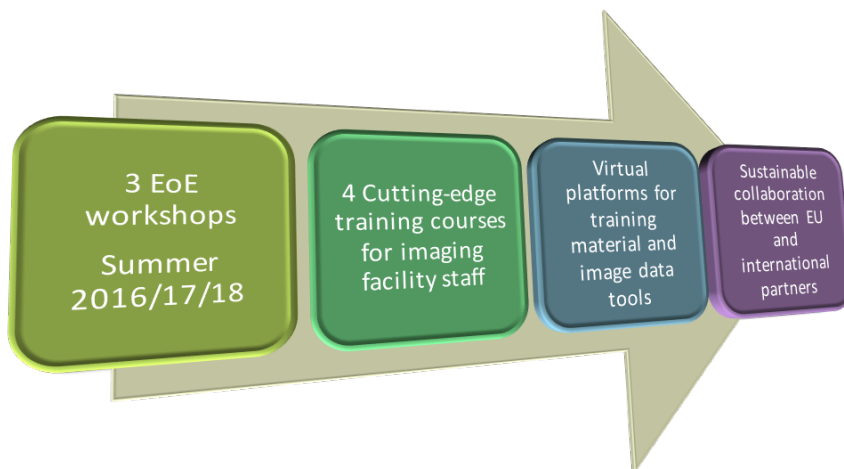 3 EoE
workshops
Summer
2016/17/18
4 Cutting-edge
training courses
for imaging
facility staff
Virtual
platforms for
training
material and
image data
tools
Sustainable
collaboration
between EU
and
international
partners